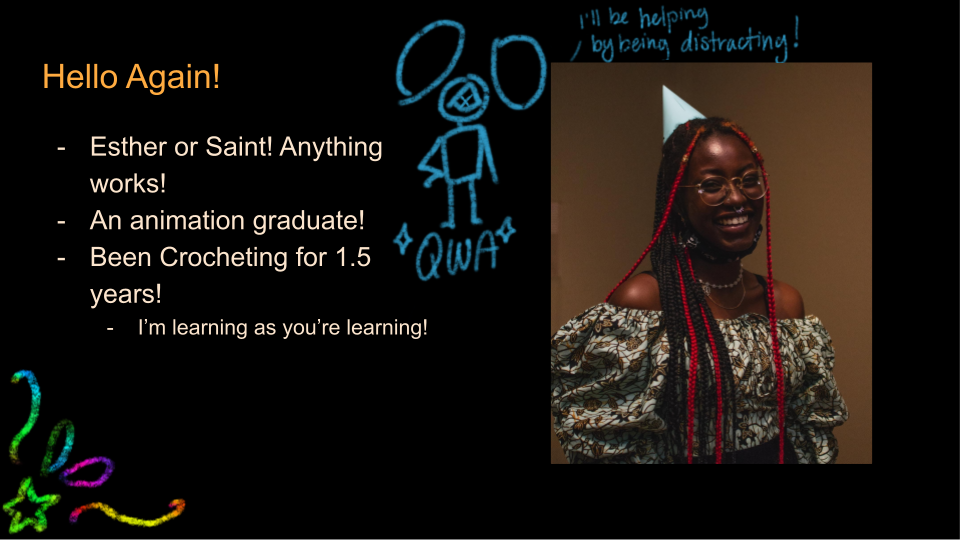 Hello Again!
- Esther or Saint! Anything
works!
- An animation graduate!
- Been Crocheting for 1.5
years!
- I'm learning as you're learning!
QWA
I'll be helping
by being distracting!